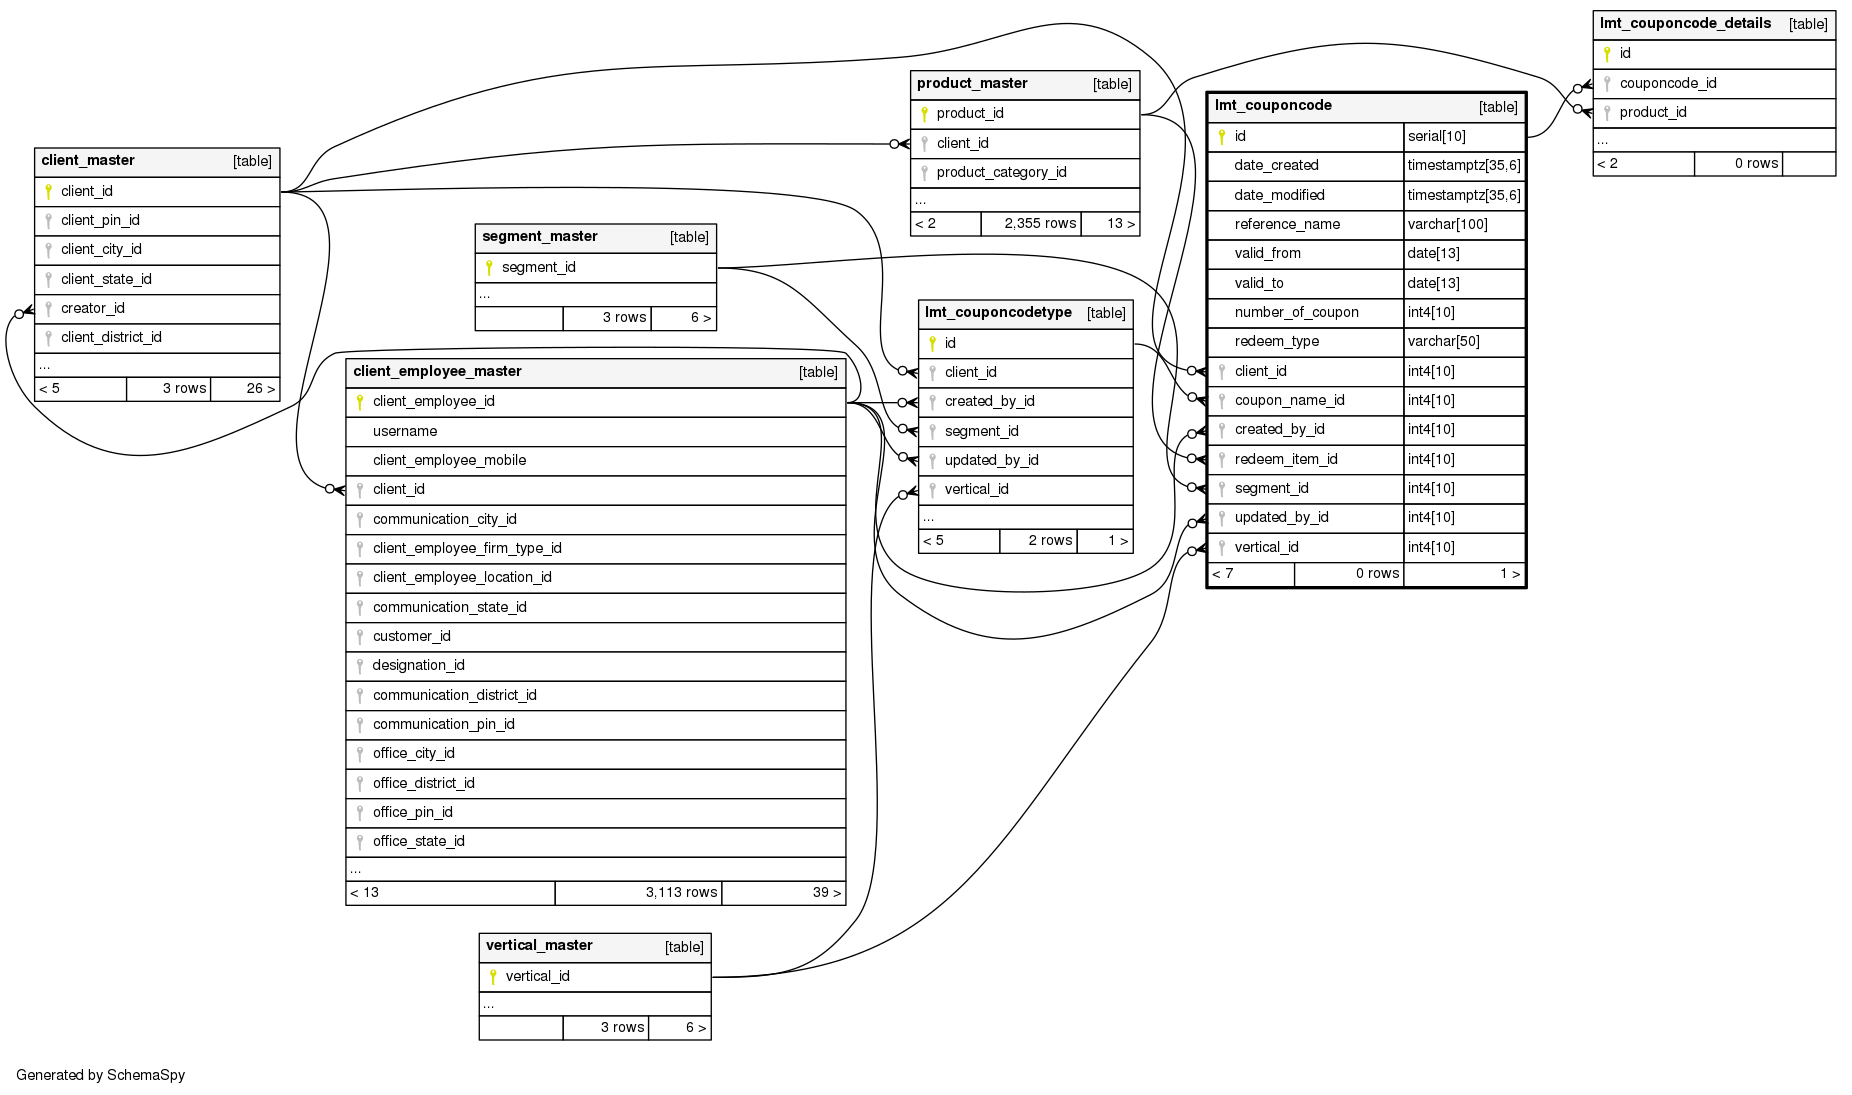 lmt_couponcode_details [table]
id
couponcode_id
product_id
...
< 2 0 rows
product_master [table]
product_id
client_id
product_category_id
...
< 2 2,355 rows 13 >
lmt_couponcode [table]
id serial[10]
date_created timestamptz[35,6]
date_modified timestamptz[35,6]
reference_name varchar[100]
valid_from date[13]
valid_to date[13]
number_of_coupon int4[10]
redeem_type varchar[50]
client_id int4[10]
coupon_name_id int4[10]
created_by_id int4[10]
redeem_item_id int4[10]
segment_id int4[10]
updated_by_id int4[10]
vertical_id int4[10]
< 7 0 rows 1 >
client_master [table]
client_id
client_pin_id
client_city_id
client_state_id
creator_id
client_district_id
...
< 5 3 rows 26 >
segment_master [table]
segment_id
...
3 rows 6 >
lmt_couponcodetype [table]
id
client_id
created_by_id
segment_id
updated_by_id
vertical_id
...
< 5 2 rows 1 >
client_employee_master [table]
client_employee_id
username
client_employee_mobile
client_id
communication_city_id
client_employee_firm_type_id
client_employee_location_id
communication_state_id
customer_id
designation_id
communication_district_id
communication_pin_id
office_city_id
office_district_id
office_pin_id
office_state_id
...
< 13 3,113 rows 39 >
vertical_master [table]
vertical_id
...
3 rows 6 >
Generated by SchemaSpy